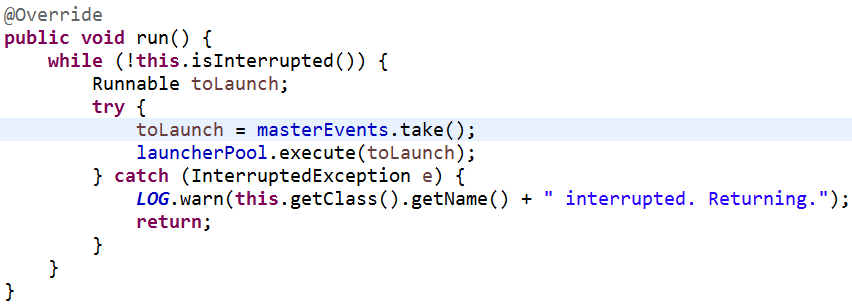 @Override
public void run() {
    while (!this.isInterrupted()) {
        Runnable toLaunch;
        try {
            toLaunch = masterEvents.take();
            launcherPool.execute(toLaunch);
        } catch (InterruptedException e) {
            LOG.warn(this.getClass().getName() + " interrupted. Returning.");
            return;
        }
    }
}